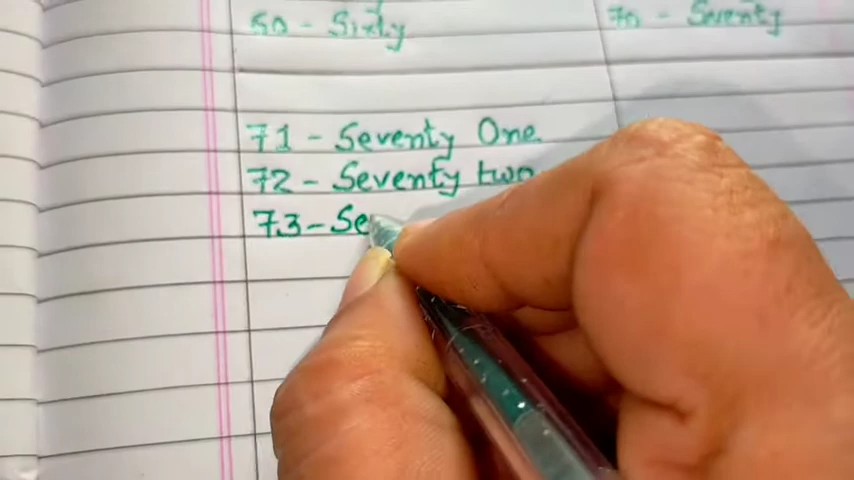 60 - Sixty
70 - Seventy
71 - Seventy One
72 - Seventy two
73 - Se